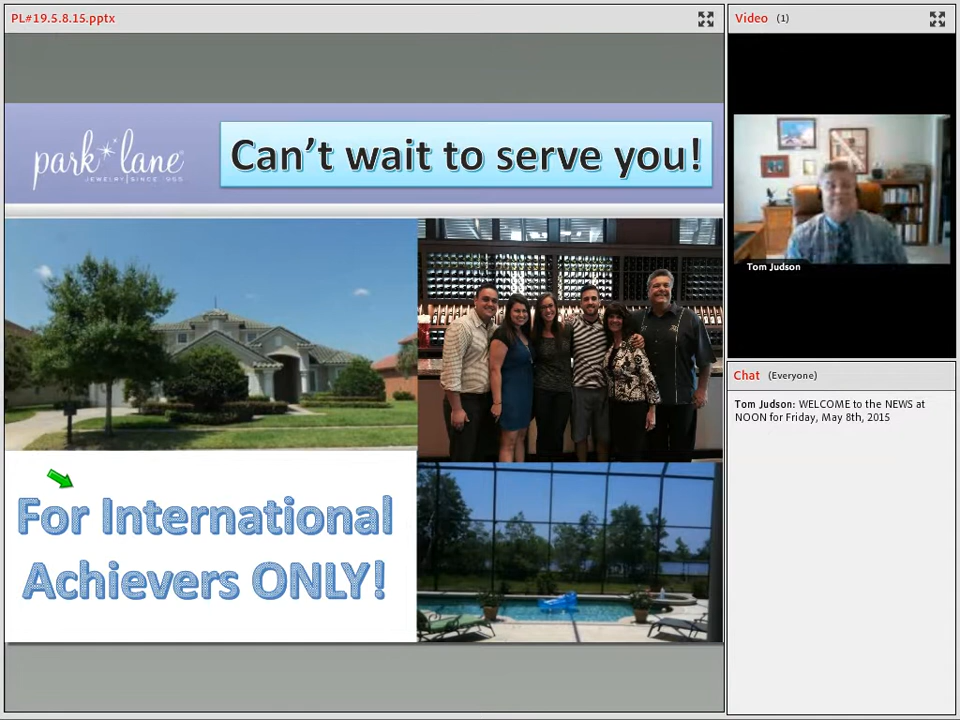 PL#19.5.8.15.pptx
park lane
JEWELRY | SINCE 1955
Can't wait to serve you!
For International
Achievers ONLY!
Video (1)
Tom Judson
Chat (Everyone)
Tom Judson: WELCOME to the NEWS at
NOON for Friday, May 8th, 2015